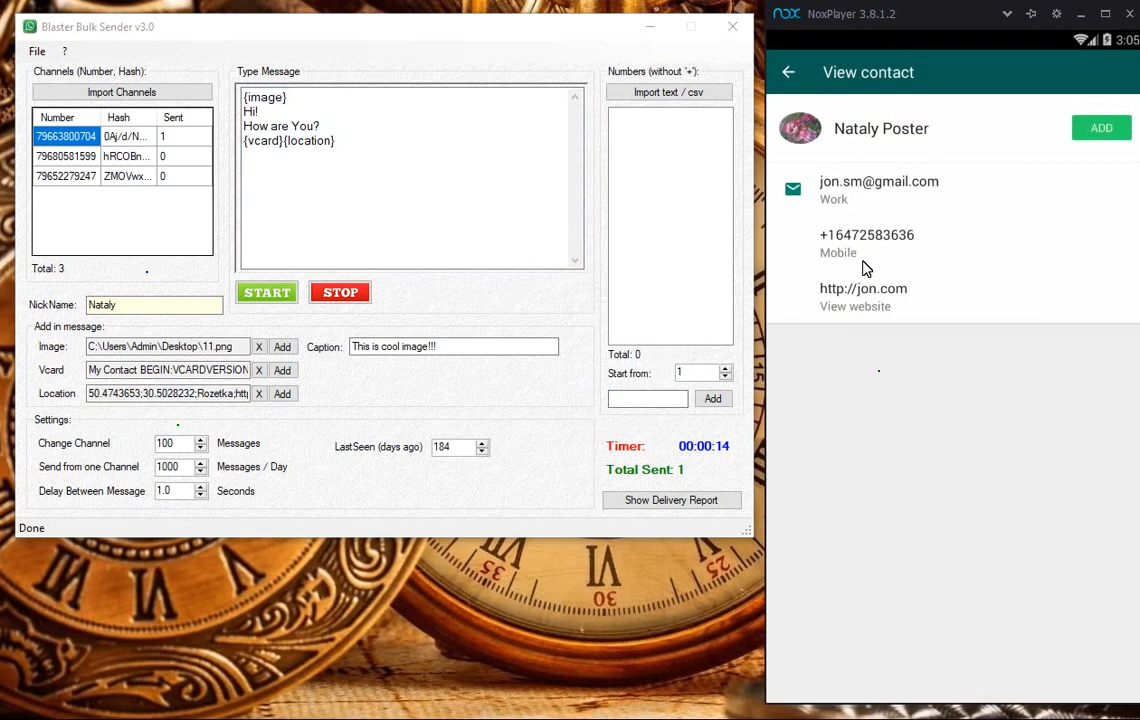 Blaster Bulk Sender v3.0
File ?
Channels (Number, Hash):
Import Channels
Number Hash Sent
79663800704 0Aj/d/N... 1
79680581599 hRCOBn... 0
79652279247 ZMOVwx... 0
Total: 3
Type Message
{image}
Hi!
How are You?
{vcard}{location}
START STOP
Numbers (without '+'):
Import text / csv
Total: 0
Start from: 1
Add
NickName: Nataly
Add in message:
Image: C:\Users\Admin\Desktop\11.png X Add Caption: This is cool image!!!
Vcard My Contact BEGIN:VCARDVERSION X Add
Location 50.4743653;30.5028232;Rozetka;htt X Add
Settings:
Change Channel 100 Messages LastSeen (days ago) 184
Send from one Channel 1000 Messages / Day
Delay Between Message 1.0 Seconds
Timer: 00:00:14
Total Sent: 1
Show Delivery Report
Done
nox NoxPlayer 3.8.1.2
3:05
View contact
Nataly Poster ADD
jon.sm@gmail.com
Work
+16472583636
Mobile
http://jon.com
View website
VI
35
30
25